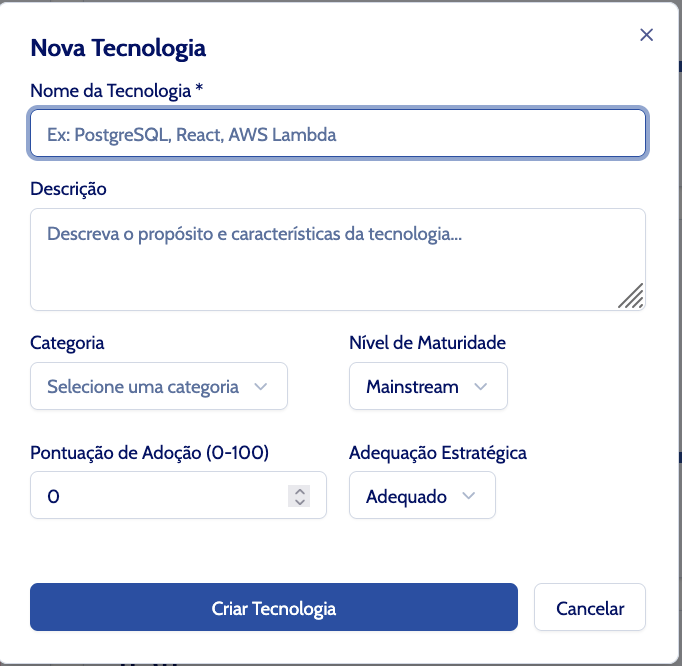 Nova Tecnologia
Nome da Tecnologia *
Ex: PostgreSQL, React, AWS Lambda
Descrição
Descreva o propósito e características da tecnologia...
Categoria
Nível de Maturidade
Selecione uma categoria
Mainstream
Pontuação de Adoção (0-100)
Adequação Estratégica
0
Adequado
Criar Tecnologia
Cancelar